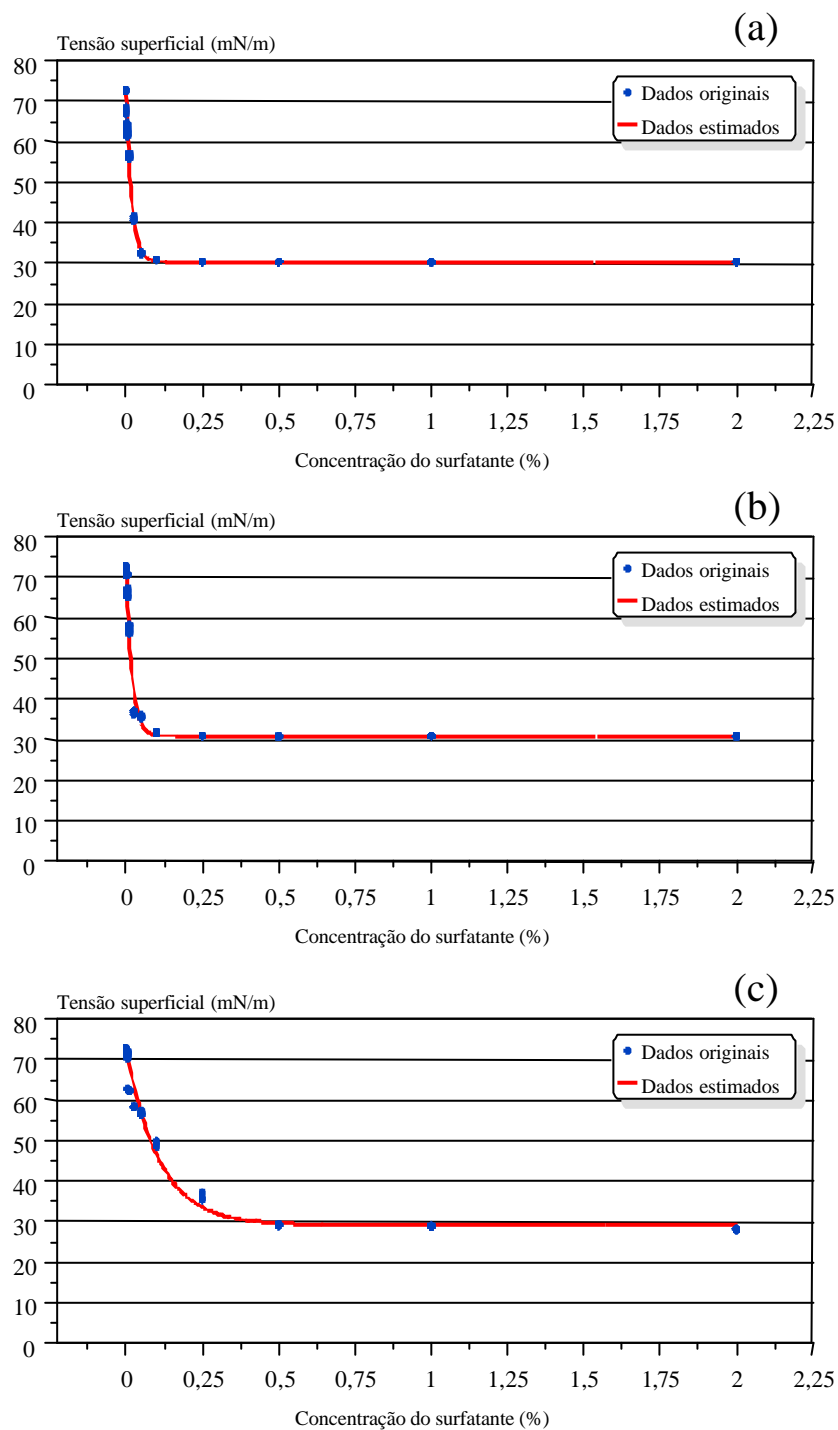 (a)
Tensão superficial (mN/m)
80
70
60
50
40
30
20
10
0
Dados originais
Dados estimados
0 0,25 0,5 0,75 1 1,25 1,5 1,75 2 2,25
Concentração do surfatante (%)
(b)
Tensão superficial (mN/m)
80
70
60
50
40
30
20
10
0
Dados originais
Dados estimados
0 0,25 0,5 0,75 1 1,25 1,5 1,75 2 2,25
Concentração do surfatante (%)
(c)
Tensão superficial (mN/m)
80
70
60
50
40
30
20
10
0
Dados originais
Dados estimados
0 0,25 0,5 0,75 1 1,25 1,5 1,75 2 2,25
Concentração do surfatante (%)